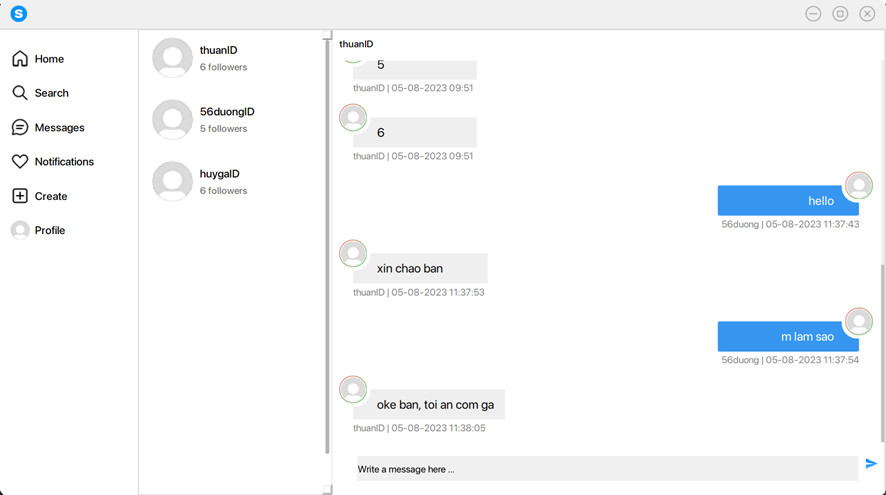 S
Home
Search
Messages
Notifications
Create
Profile
thuanID
6 followers
56duongID
5 followers
huygaID
6 followers
thuanID
5
thuanID | 05-08-2023 09:51
6
thuanID | 05-08-2023 09:51
hello
56duong | 05-08-2023 11:37:43
xin chao ban
thuanID | 05-08-2023 11:37:53
m lam sao
56duong | 05-08-2023 11:37:54
oke ban, toi an com ga
thuanID | 05-08-2023 11:38:05
Write a message here ...